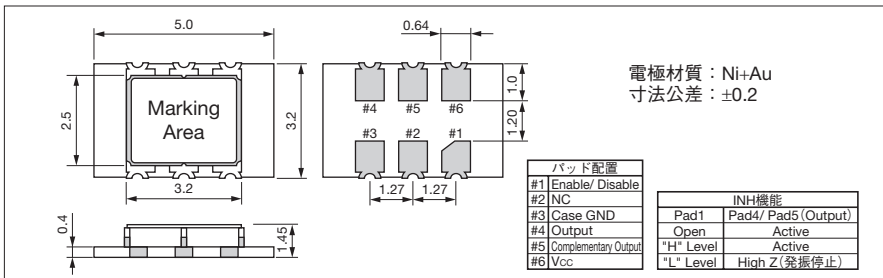 5.0
2.5
Marking
Area
3.2
3.2
0.4
1.45
0.64
1.0
#4 #5 #6
1.20
#3 #2 #1
1.27 1.27
電極材質：Ni+Au
寸法公差：±0.2
パッド配置
#1 Enable/ Disable
#2 NC
#3 Case GND
#4 Output
#5 Complementary Output
#6 Vcc
INH機能
Pad1 Pad4/ Pad5（Output）
Open Active
"H" Level Active
"L" Level High Z（発振停止）